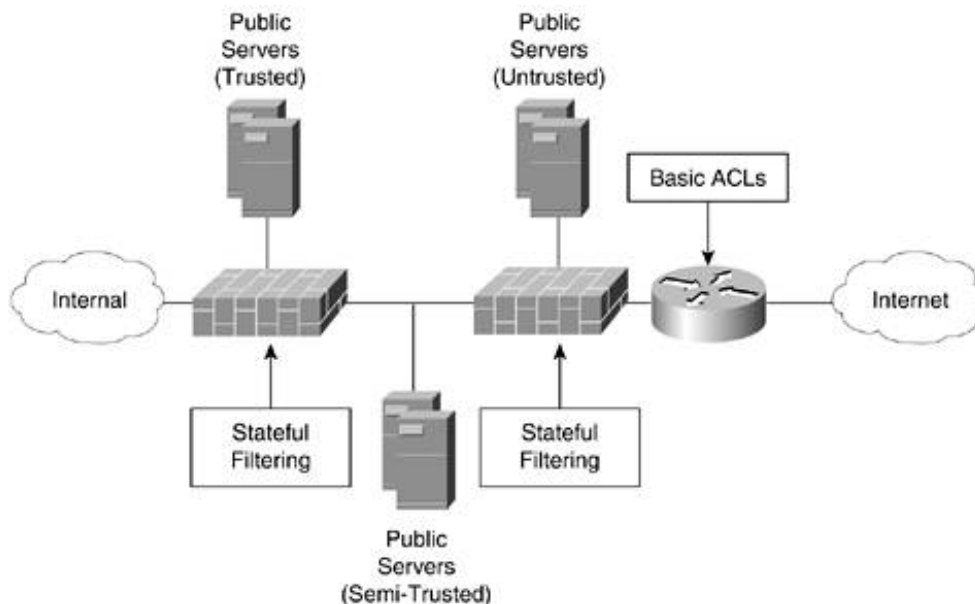 Public
Servers
(Trusted)
Public
Servers
(Untrusted)
Basic ACLs
Internal
Internet
Stateful
Filtering
Stateful
Filtering
Public
Servers
(Semi-Trusted)